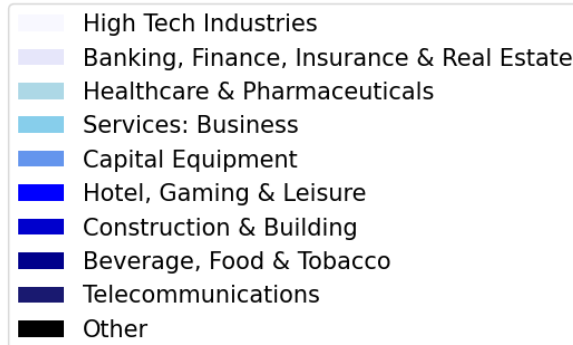 High Tech Industries
Banking, Finance, Insurance & Real Estate
Healthcare & Pharmaceuticals
Services: Business
Capital Equipment
Hotel, Gaming & Leisure
Construction & Building
Beverage, Food & Tobacco
Telecommunications
Other